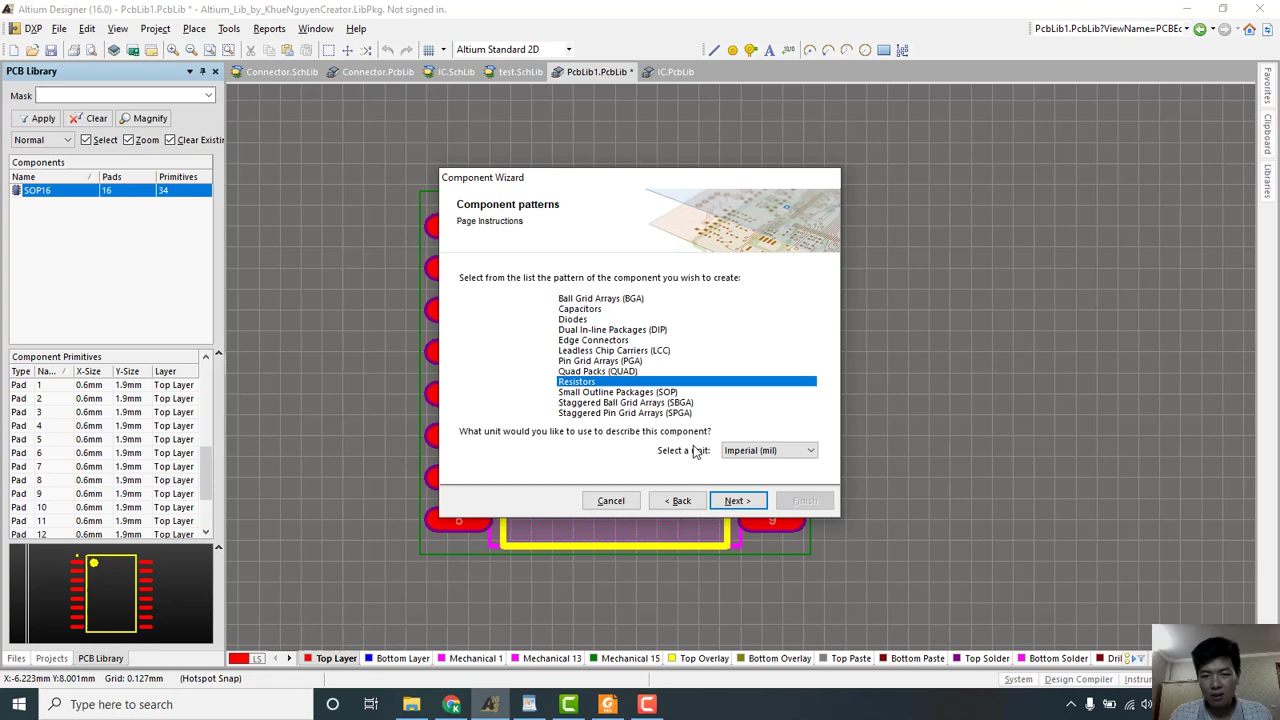 Altium Designer (16.0) - PcbLib1.PcbLib * - Altium_Lib_by_KhueNguyenCreator.LibPkg. Not signed in.
DXP File Edit View Project Place Tools Reports Window Help
PcbLib1.PcbLib?ViewName=PCBEc
Altium Standard 2D
PCB Library
Connector.SchLib Connector.PcbLib IC.SchLib test.SchLib PcbLib1.PcbLib * IC.PcbLib
Mask
Apply Clear Magnify
Normal Select Zoom Clear Existin
Components
Name Pads Primitives
SOP16 16 34
Component Primitives
Type Na... X-Size Y-Size Layer
Pad 1 0.6mm 1.9mm Top Layer
Pad 2 0.6mm 1.9mm Top Layer
Pad 3 0.6mm 1.9mm Top Layer
Pad 4 0.6mm 1.9mm Top Layer
Pad 5 0.6mm 1.9mm Top Layer
Pad 6 0.6mm 1.9mm Top Layer
Pad 7 0.6mm 1.9mm Top Layer
Pad 8 0.6mm 1.9mm Top Layer
Pad 9 0.6mm 1.9mm Top Layer
Pad 10 0.6mm 1.9mm Top Layer
Pad 11 0.6mm 1.9mm Top Layer
Pad 12 0.6mm 1.9mm Top Layer
Files Projects PCB Library
Component Wizard
Component patterns
Page Instructions
Select from the list the pattern of the component you wish to create:
Ball Grid Arrays (BGA)
Capacitors
Diodes
Dual In-line Packages (DIP)
Edge Connectors
Leadless Chip Carriers (LCC)
Pin Grid Arrays (PGA)
Quad Packs (QUAD)
Resistors
Small Outline Packages (SOP)
Staggered Ball Grid Arrays (SBGA)
Staggered Pin Grid Arrays (SPGA)
What unit would you like to use to describe this component?
Select a unit: Imperial (mil)
Cancel < Back Next > Finish
8 9
Favorites
Clipboard
Libraries
LS Top Layer Bottom Layer Mechanical 1 Mechanical 13 Mechanical 15 Top Overlay Bottom Overlay Top Paste Bottom Paste Top Solder Bottom Solder Dril
X:-6.223mm Y:8.001mm Grid: 0.127mm (Hotspot Snap)
System Design Compiler Instrum
Type here to search